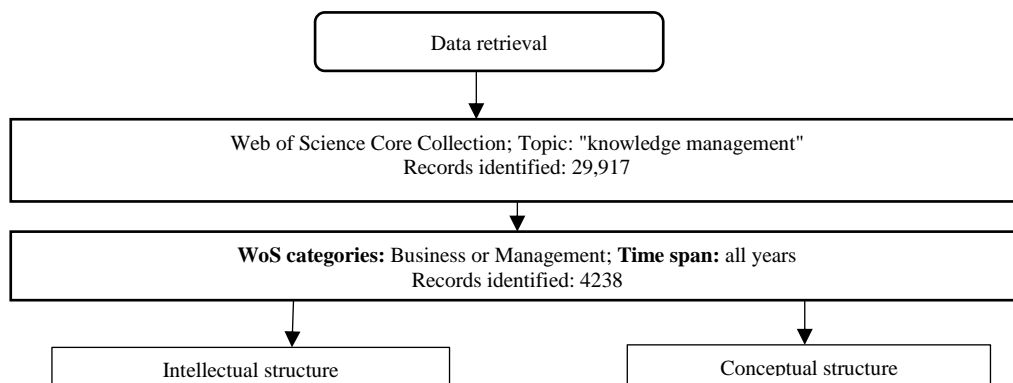 Data retrieval
Web of Science Core Collection; Topic: "knowledge management"
Records identified: 29,917
WoS categories: Business or Management; Time span: all years
Records identified: 4238
Intellectual structure
Conceptual structure